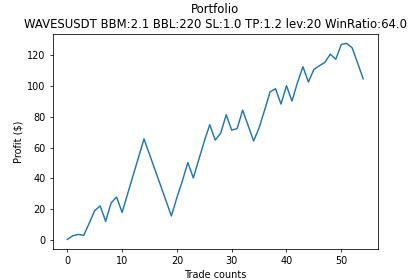 Portfolio
WAVESUSDT BBM:2.1 BBL:220 SL:1.0 TP:1.2 lev:20 WinRatio:64.0
Profit ($)
120
100
80
60
40
20
0
0 10 20 30 40 50
Trade counts